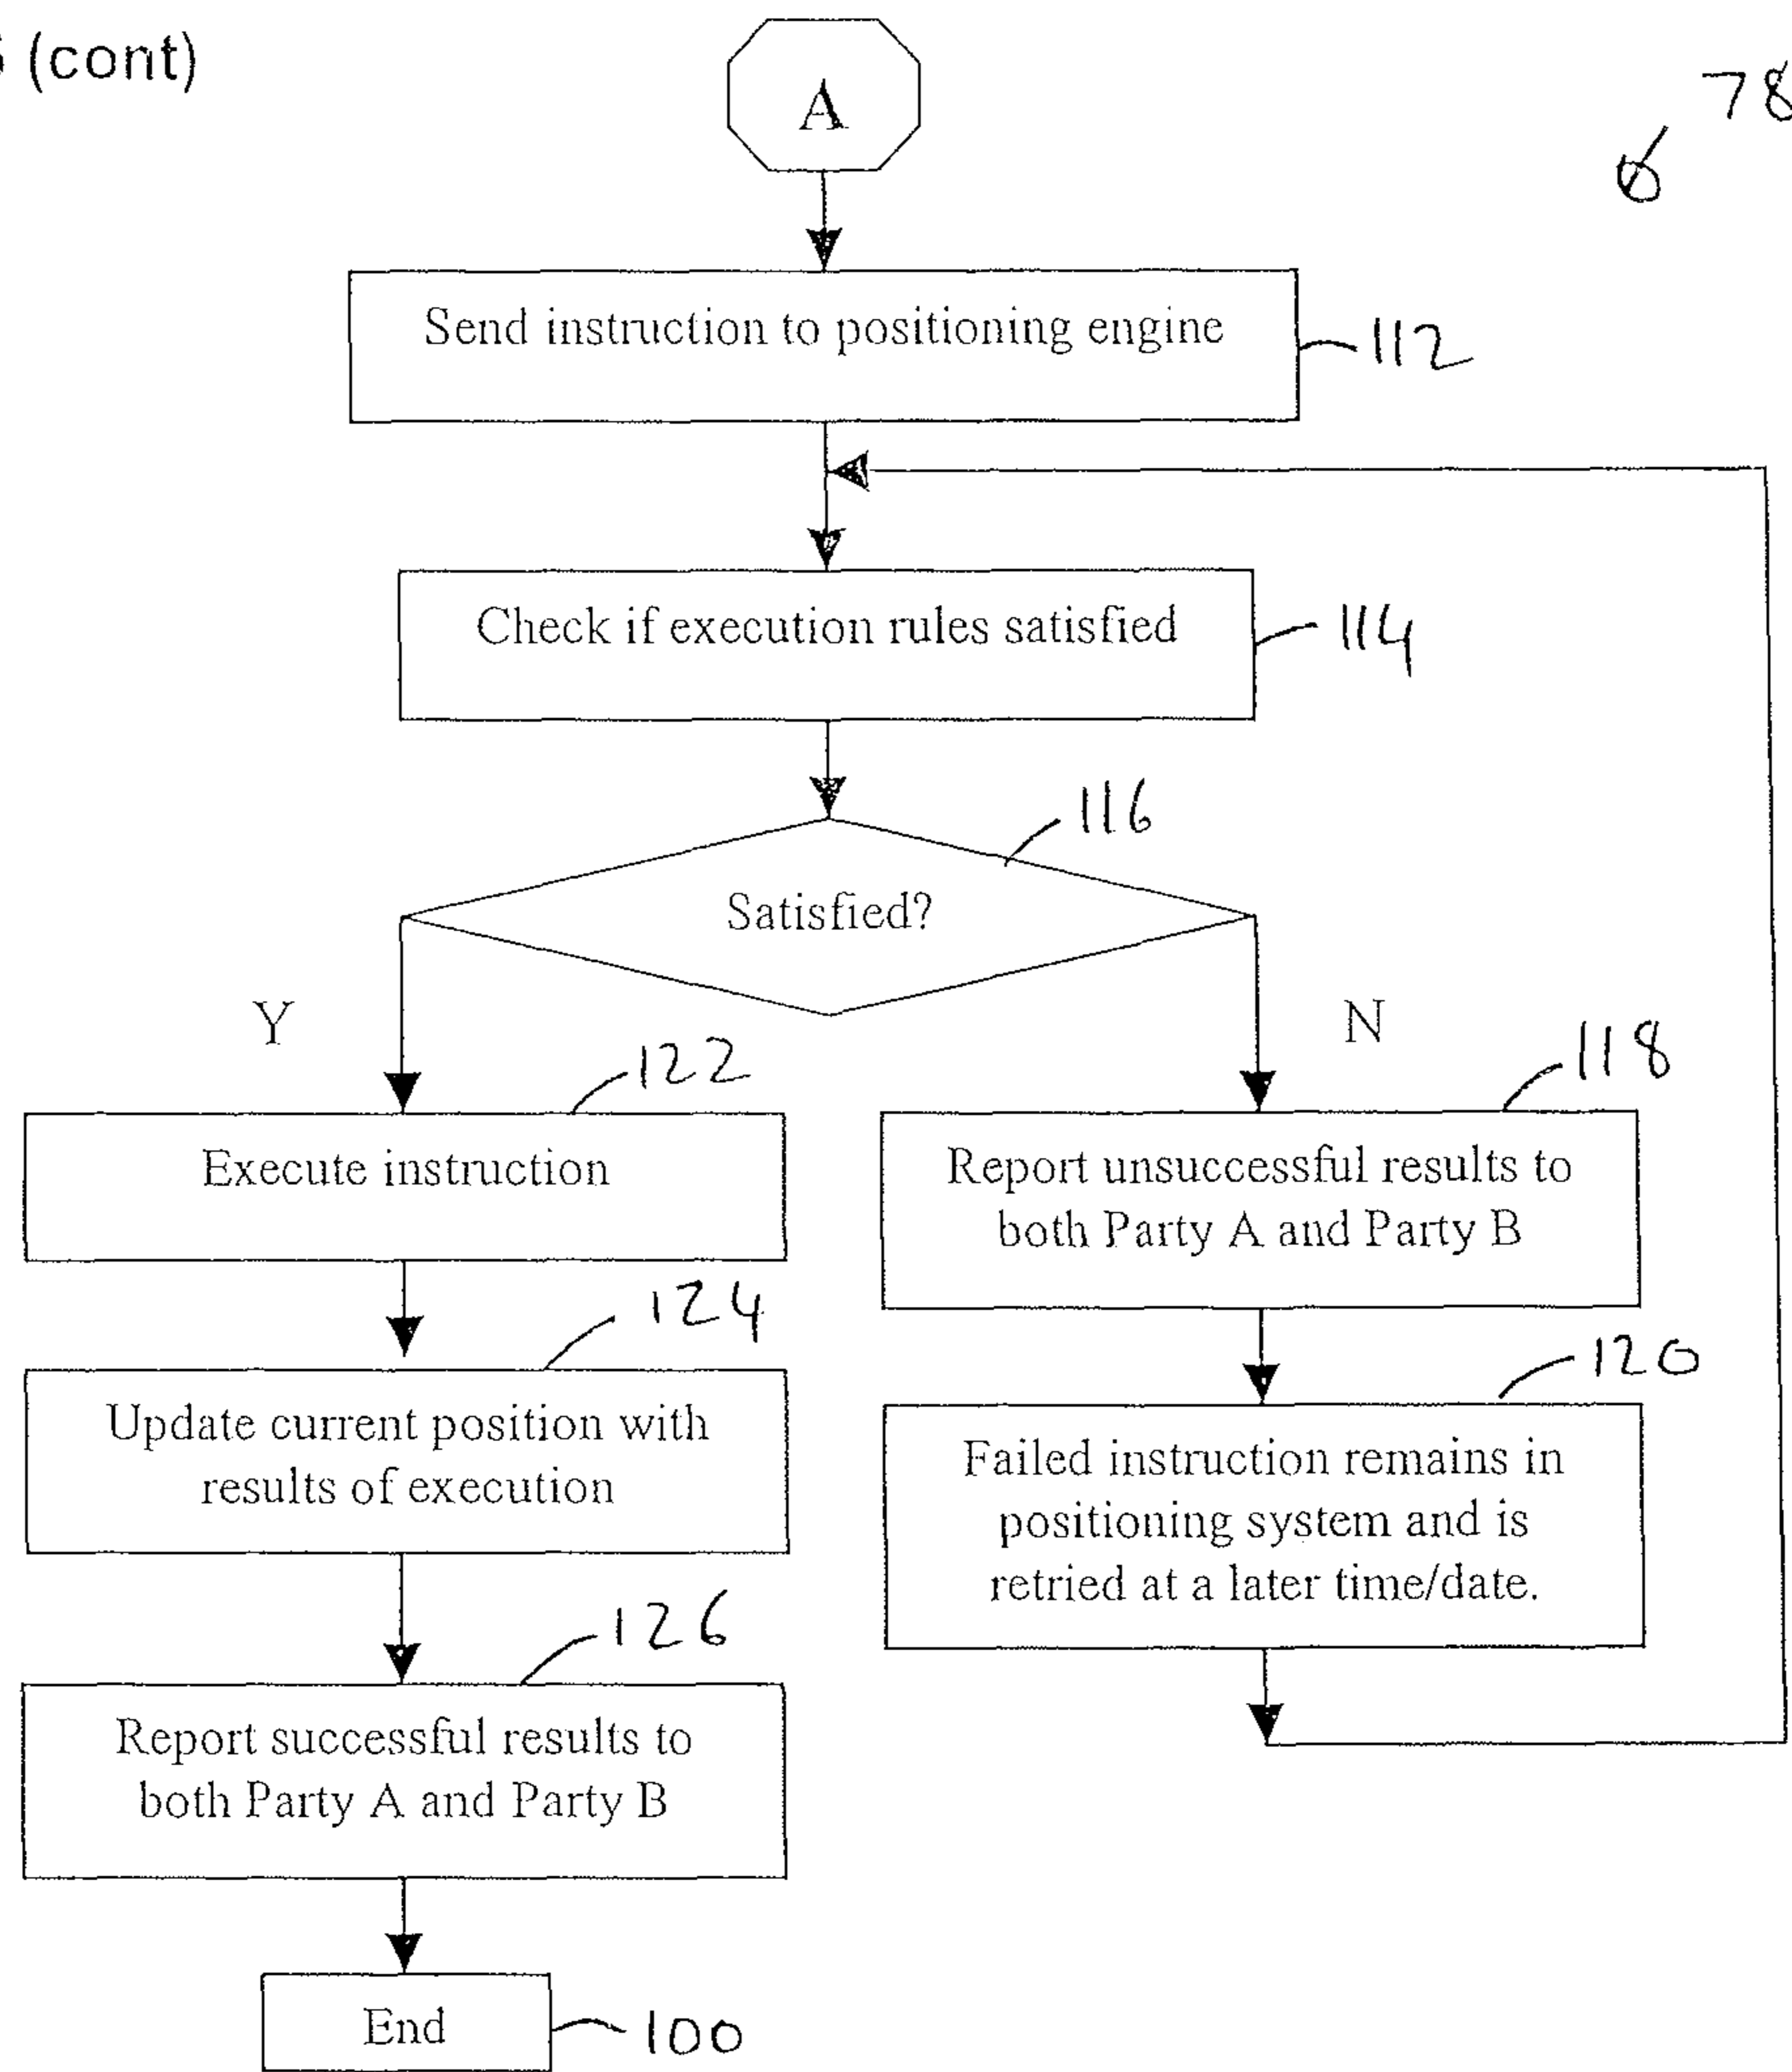 (cont)
A
78
Send instruction to positioning engine
112
Check if execution rules satisfied
114
116
Satisfied?
Y
N
122
118
Execute instruction
Report unsuccessful results to
both Party A and Party B
124
120
Update current position with
results of execution
Failed instruction remains in
positioning system and is
retried at a later time/date.
126
Report successful results to
both Party A and Party B
End
100